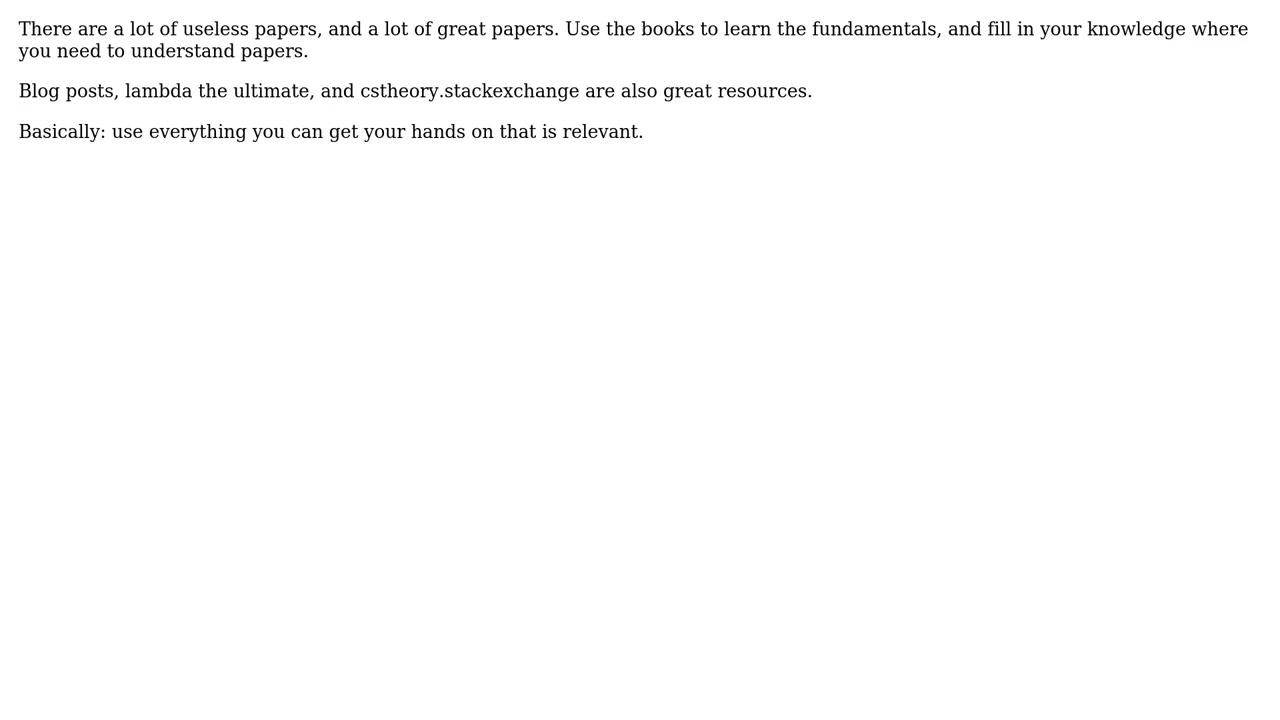 There are a lot of useless papers, and a lot of great papers. Use the books to learn the fundamentals, and fill in your knowledge where
you need to understand papers.
Blog posts, lambda the ultimate, and cstheory.stackexchange are also great resources.
Basically: use everything you can get your hands on that is relevant.